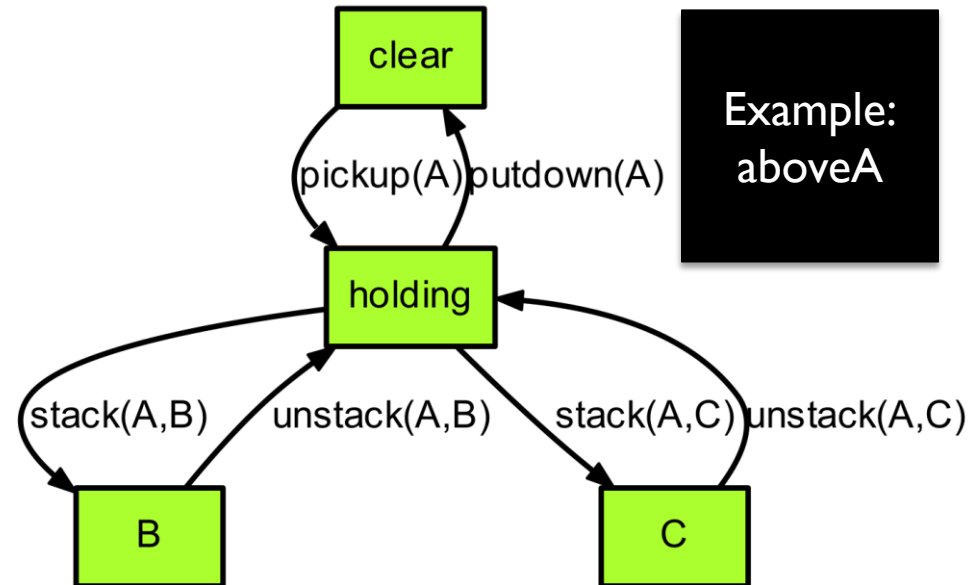 clear
Example:
aboveA
pickup(A)
putdown(A)
holding
stack(A,B)
unstack(A,B)
stack(A,C)
unstack(A,C)
B
C